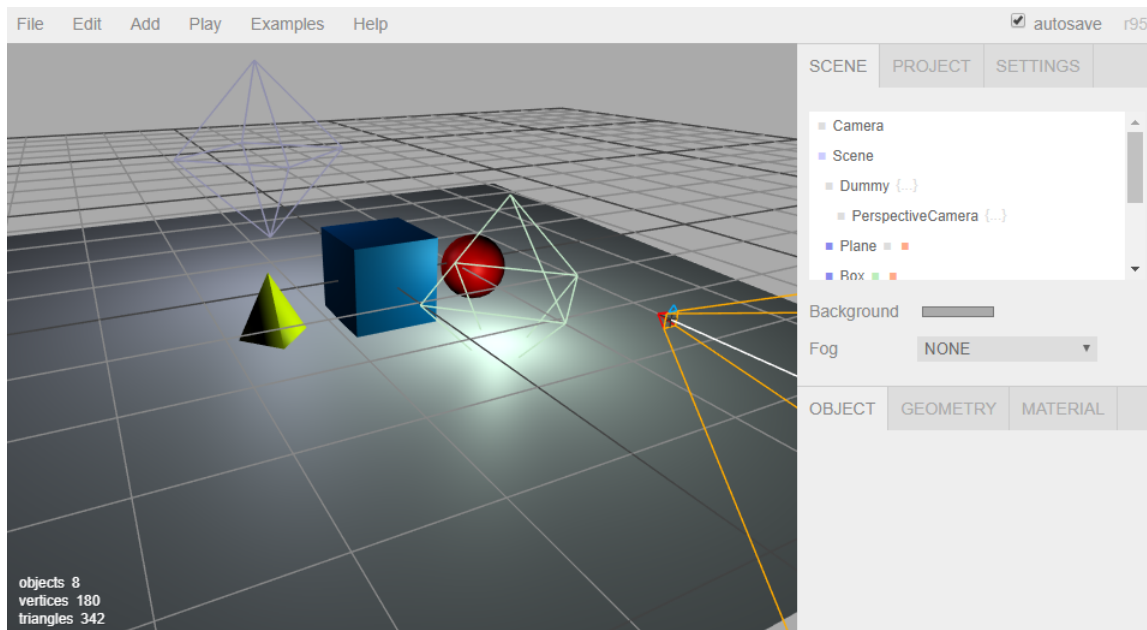 File Edit Add Play Examples Help autosave r95
SCENE PROJECT SETTINGS
Camera
Scene
Dummy {...}
PerspectiveCamera {...}
Plane
Box
Background
Fog NONE
OBJECT GEOMETRY MATERIAL
objects 8
vertices 180
triangles 342